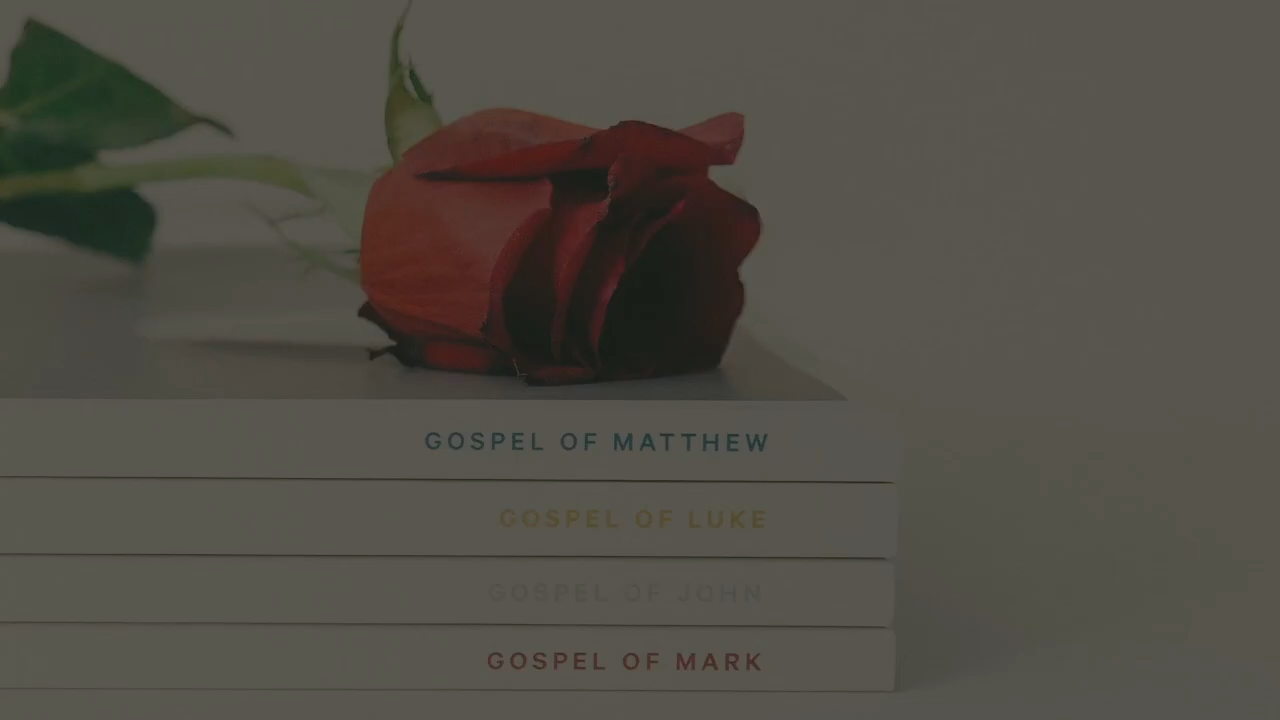 GOSPEL OF MATTHEW
GOSPEL OF LUKE
GOSPEL OF JOHN
GOSPEL OF MARK